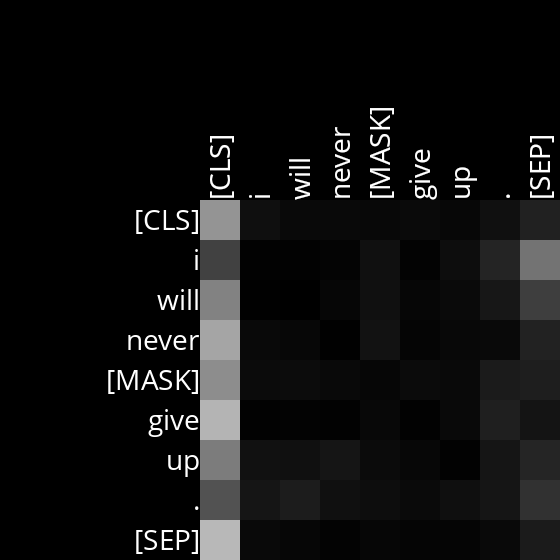 [CLS] i will never [MASK] give up . [SEP]
[CLS]
i
will
never
[MASK]
give
up
.
[SEP]